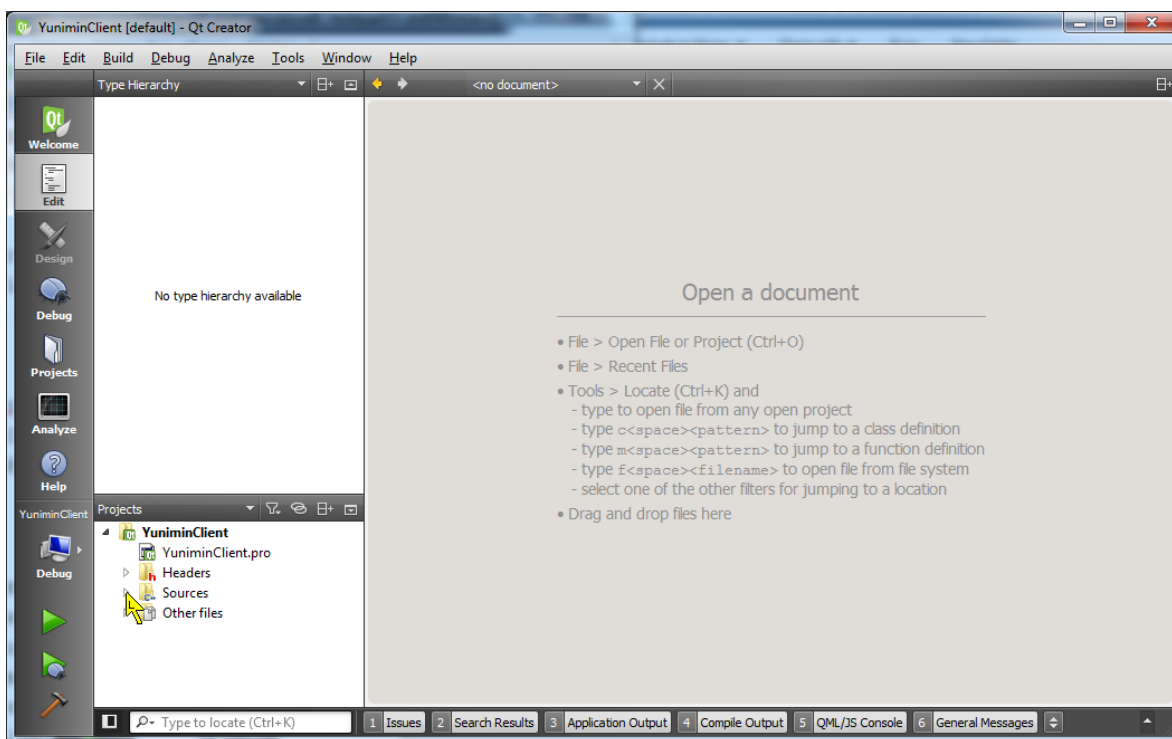 YuniminClient [default] - Qt Creator
File Edit Build Debug Analyze Tools Window Help
Type Hierarchy
<no document>
Qt
Welcome
Edit
Design
Debug
Projects
Analyze
Help
No type hierarchy available
Open a document
• File > Open File or Project (Ctrl+O)
• File > Recent Files
• Tools > Locate (Ctrl+K) and
- type to open file from any open project
- type c<space><pattern> to jump to a class definition
- type m<space><pattern> to jump to a function definition
- type f<space><filename> to open file from file system
- select one of the other filters for jumping to a location
• Drag and drop files here
YuniminClient
Debug
Projects
YuniminClient
YuniminClient.pro
Headers
Sources
Other files
Type to locate (Ctrl+K)
1 Issues 2 Search Results 3 Application Output 4 Compile Output 5 QML/JS Console 6 General Messages